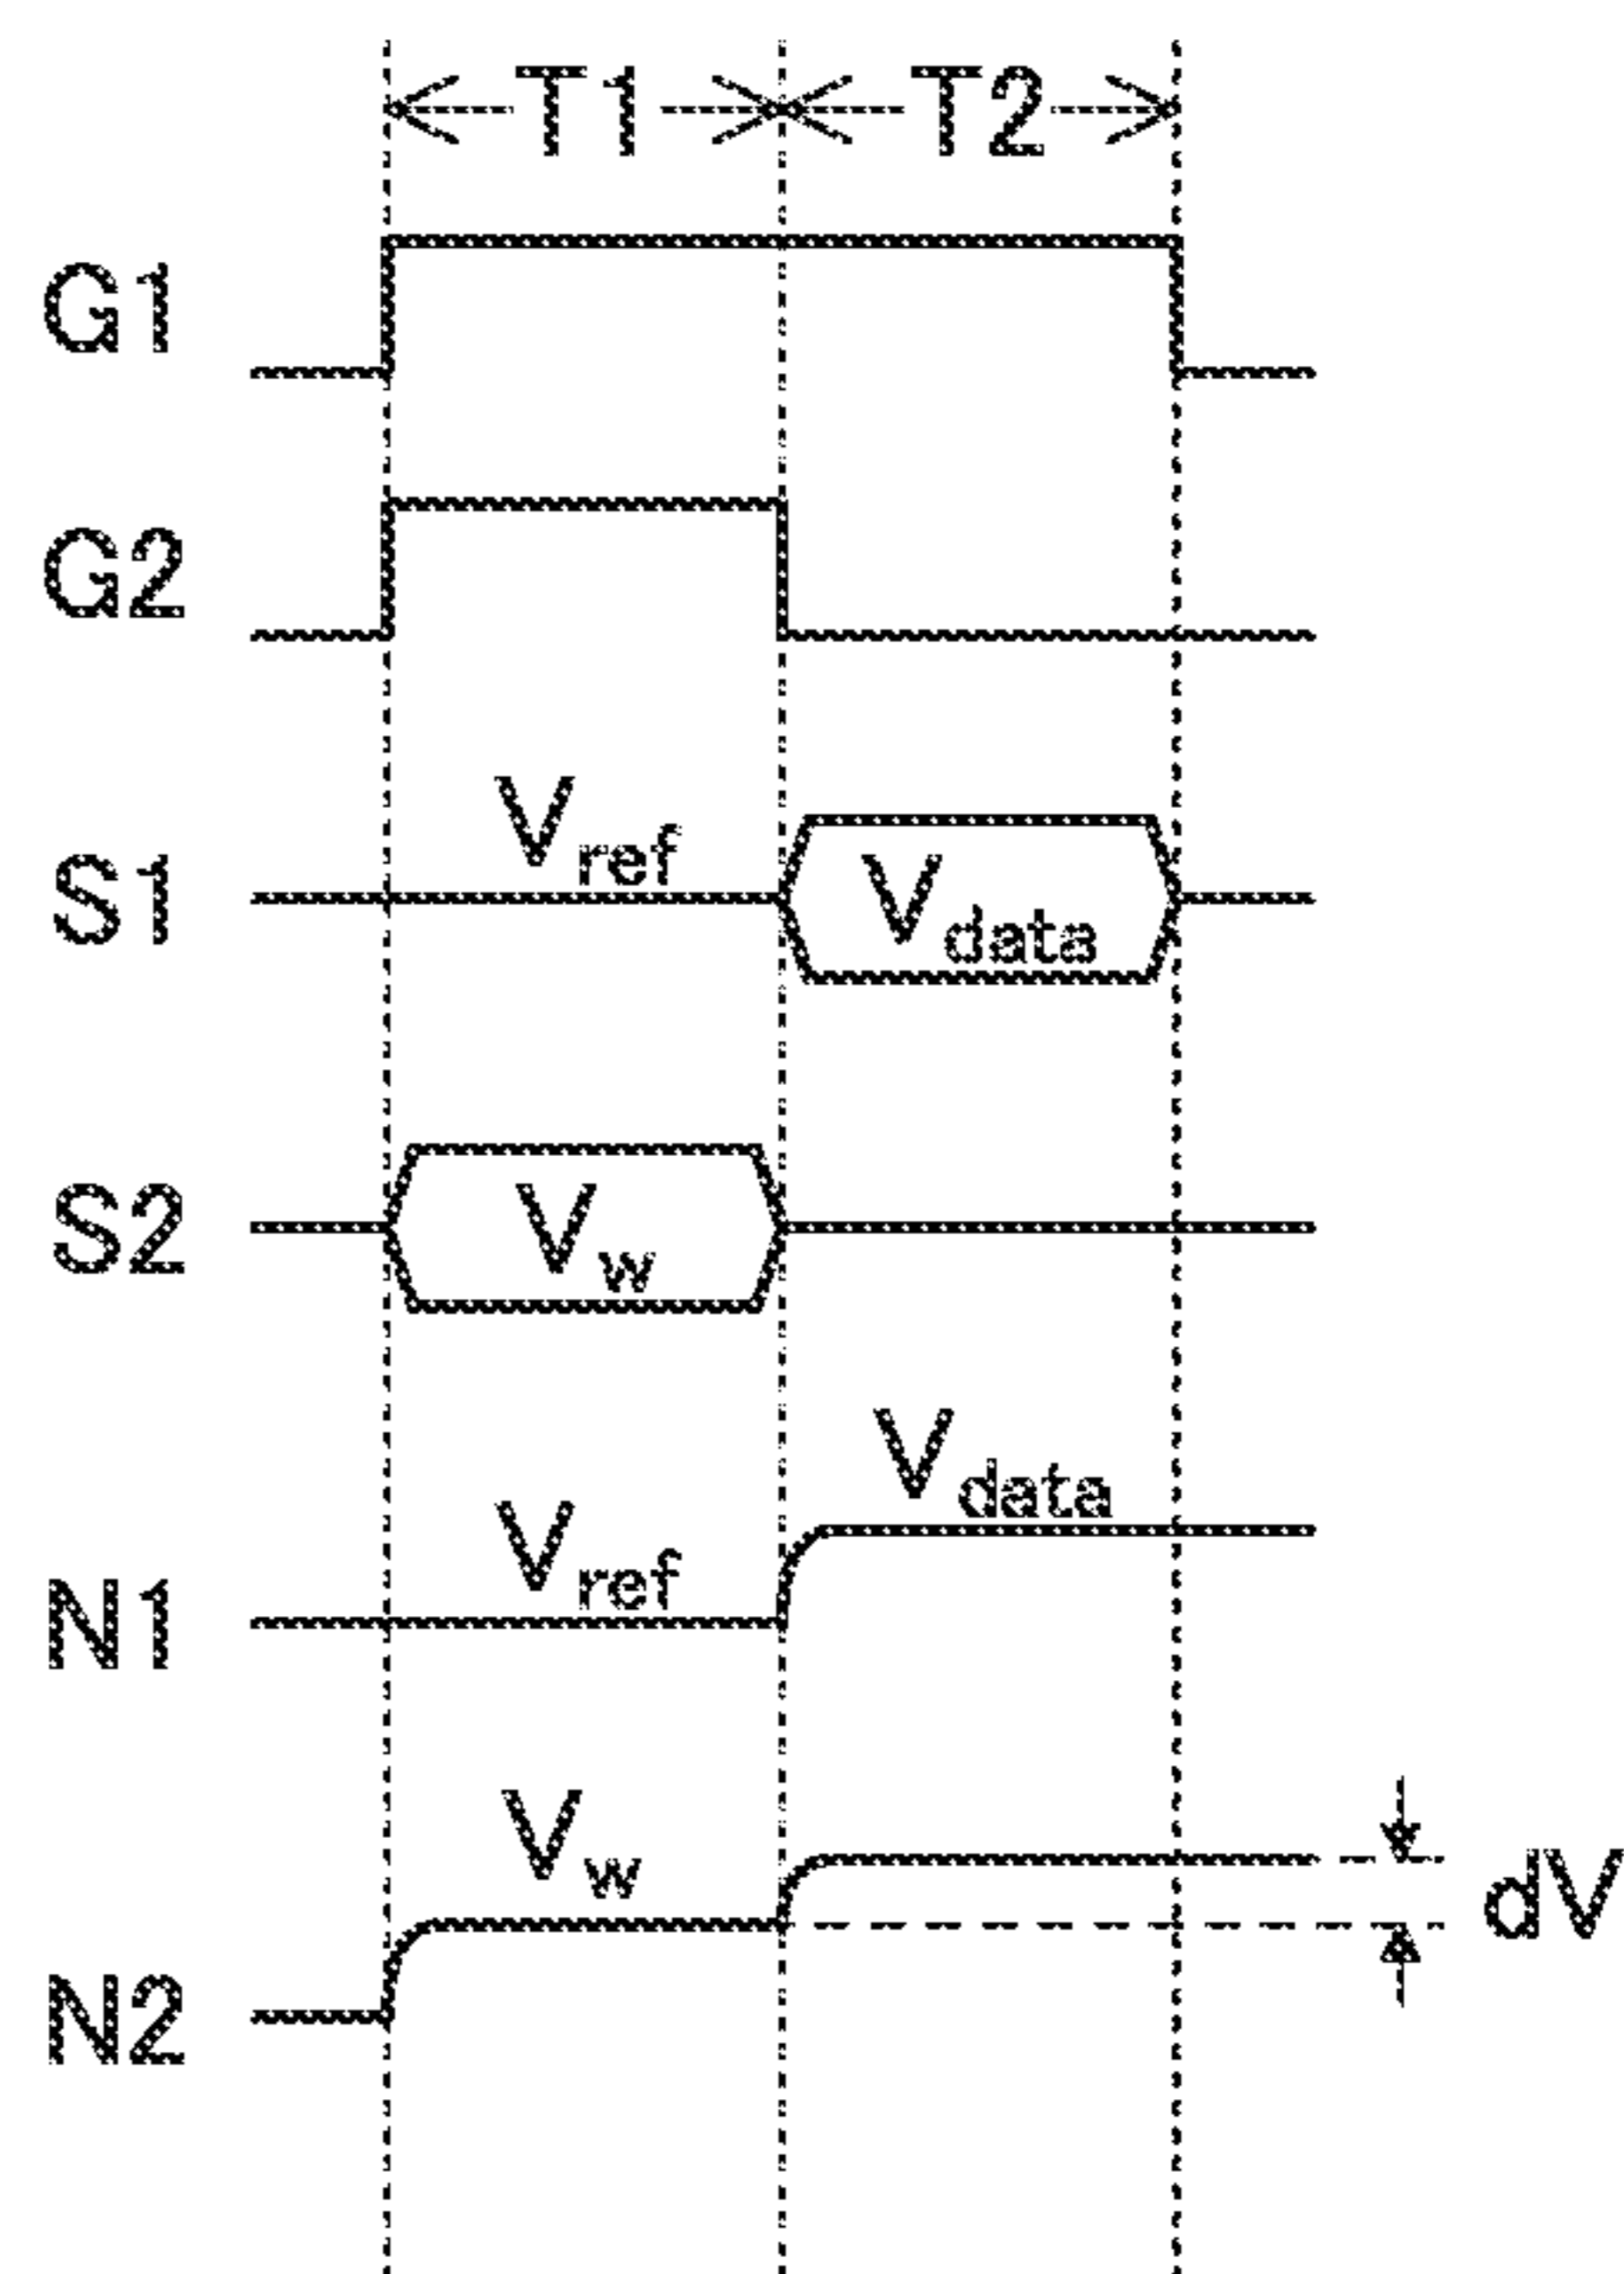 T1 T2
G1
G2
S1 Vref Vdata
S2 Vw
N1 Vref Vdata
N2 Vw dV